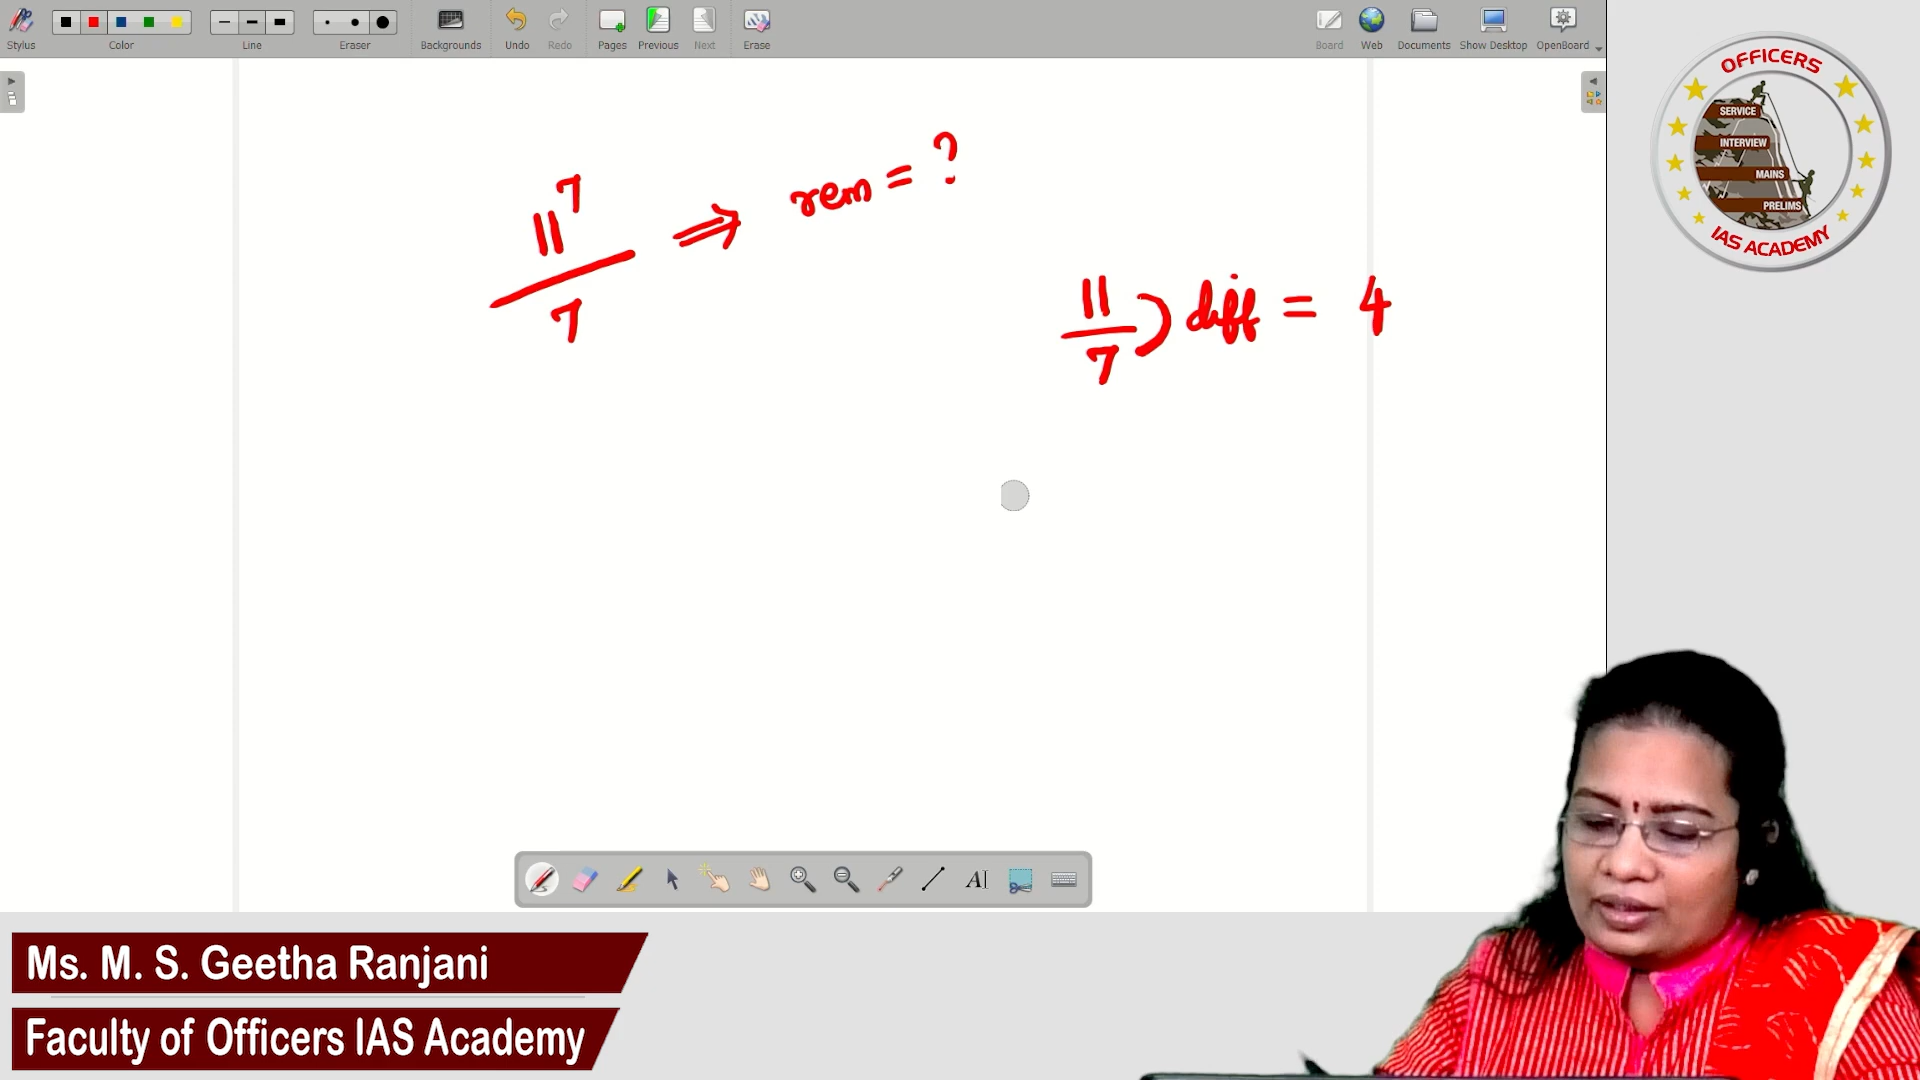 Stylus Color Line Eraser Backgrounds Undo Redo Pages Previous Next Erase Board Web Documents Show Desktop OpenBoard
OFFICERS
SERVICE
INTERVIEW
MAINS
PRELIMS
IAS ACADEMY
11^7 / 7 ⇒ rem = ?
11/7 ) diff = 4
AI
Ms. M. S. Geetha Ranjani
Faculty of Officers IAS Academy